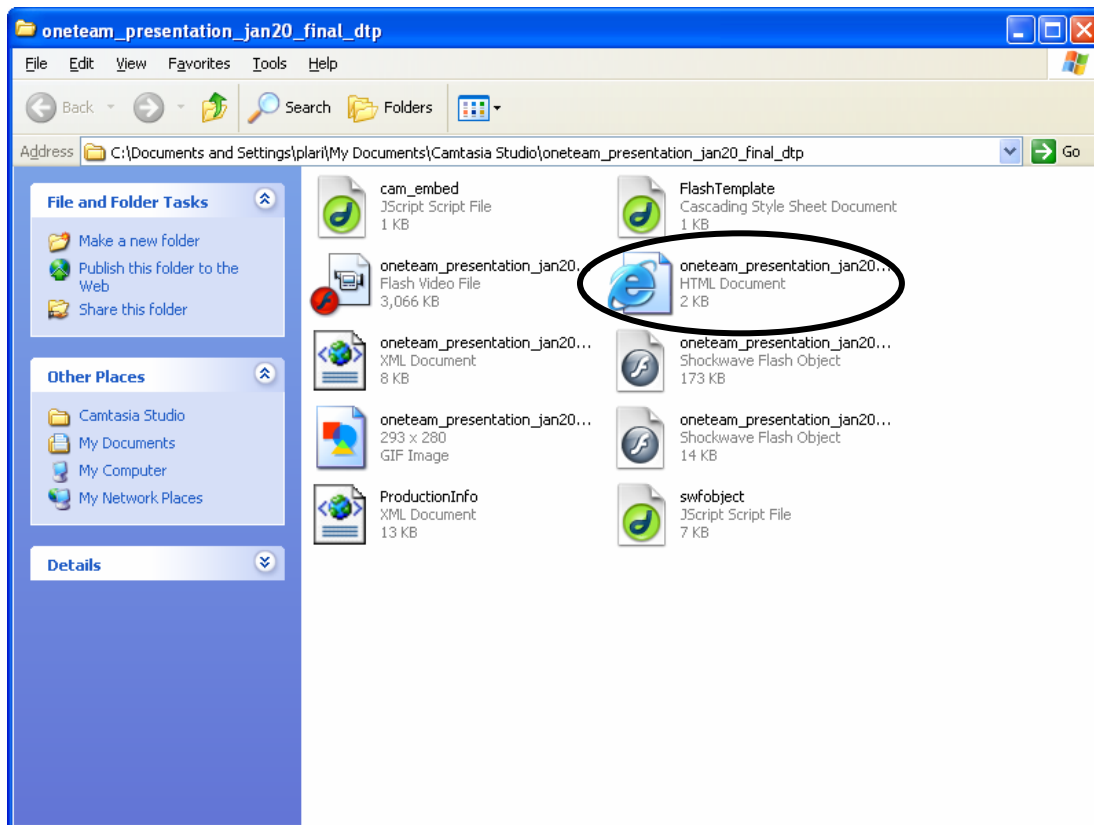 oneteam_presentation_jan20_final_dtp
File Edit View Favorites Tools Help
Back Search Folders
Address C:\Documents and Settings\plari\My Documents\Camtasia Studio\oneteam_presentation_jan20_final_dtp Go
File and Folder Tasks
Make a new folder
Publish this folder to the
Web
Share this folder
Other Places
Camtasia Studio
My Documents
My Computer
My Network Places
Details
cam_embed
JScript Script File
1 KB
FlashTemplate
Cascading Style Sheet Document
1 KB
oneteam_presentation_jan20...
Flash Video File
3,066 KB
oneteam_presentation_jan20...
HTML Document
2 KB
oneteam_presentation_jan20...
XML Document
8 KB
oneteam_presentation_jan20...
Shockwave Flash Object
173 KB
oneteam_presentation_jan20...
293 x 280
GIF Image
oneteam_presentation_jan20...
Shockwave Flash Object
14 KB
ProductionInfo
XML Document
13 KB
swfobject
JScript Script File
7 KB